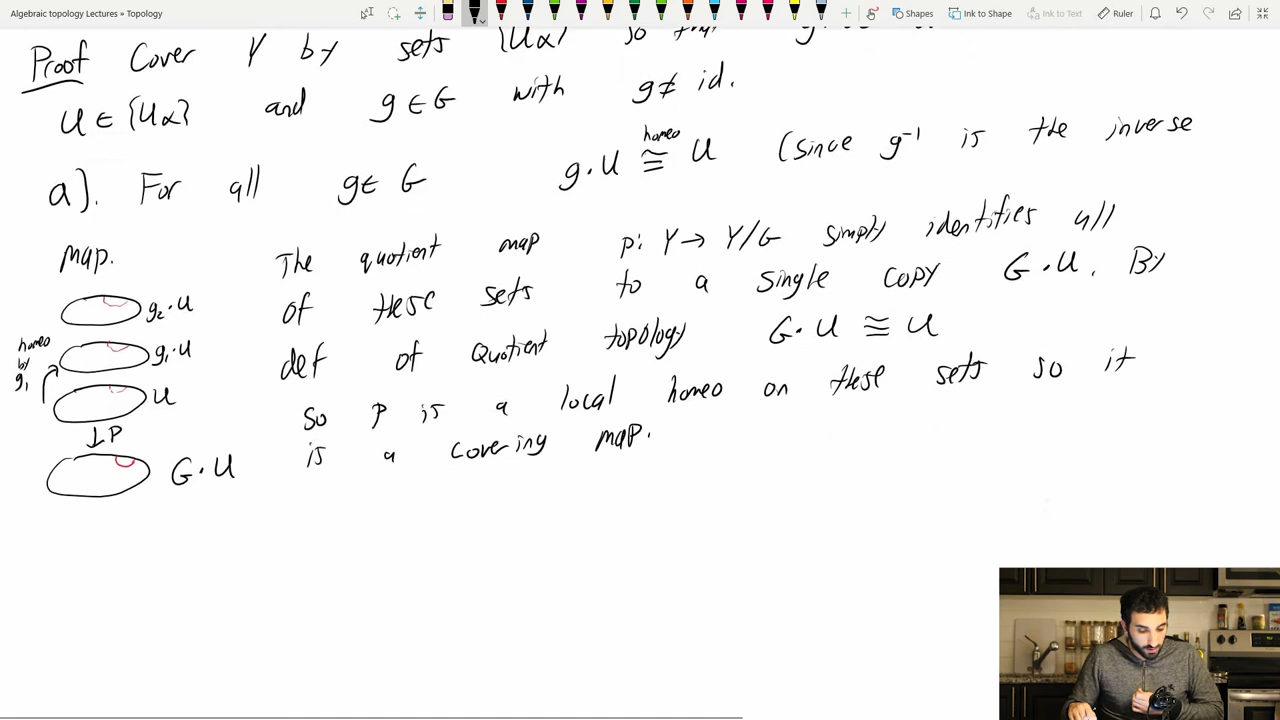 Algebraic topology Lectures » Topology
Shapes
Ink to Shape
Ink to Text
Ruler
Proof Cover Y by sets {Uα} so that
U ∈ {Uα} and g ∈ G with g ≠ id.
a). For all g ∈ G g·U ≅ U (Since g⁻¹ is the inverse
homeo
map. The quotient map p: Y → Y/G simply identifies all
of these sets to a single copy G·U. By
def of Quotient topology G·U ≅ U
So P is a local homeo on these sets so it
is a covering map.
g₂·U
homeo by g₁
g₁·U
U
↓P
G·U